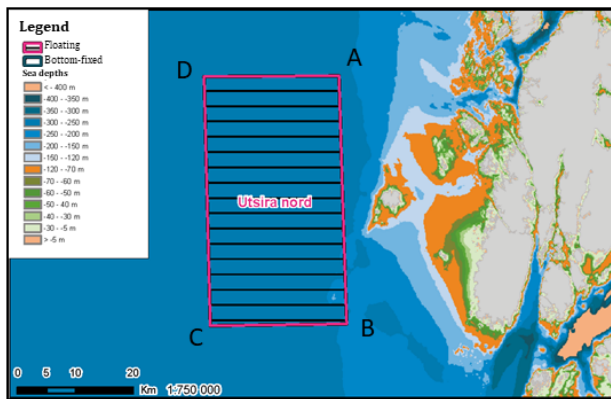 Legend
Floating
Bottom-fixed
Sea depths
< - 400 m
-400 - -350 m
-350 - -300 m
-300 - -250 m
-250 - -200 m
-200 - -150 m
-150 - -120 m
-120 - -70 m
-70 - -60 m
-60 - -50 m
-50 - 40 m
-40 - -30 m
-30 - -5 m
> -5 m
D
A
Utsira nord
C
B
0 5 10 20
Km 1:750 000